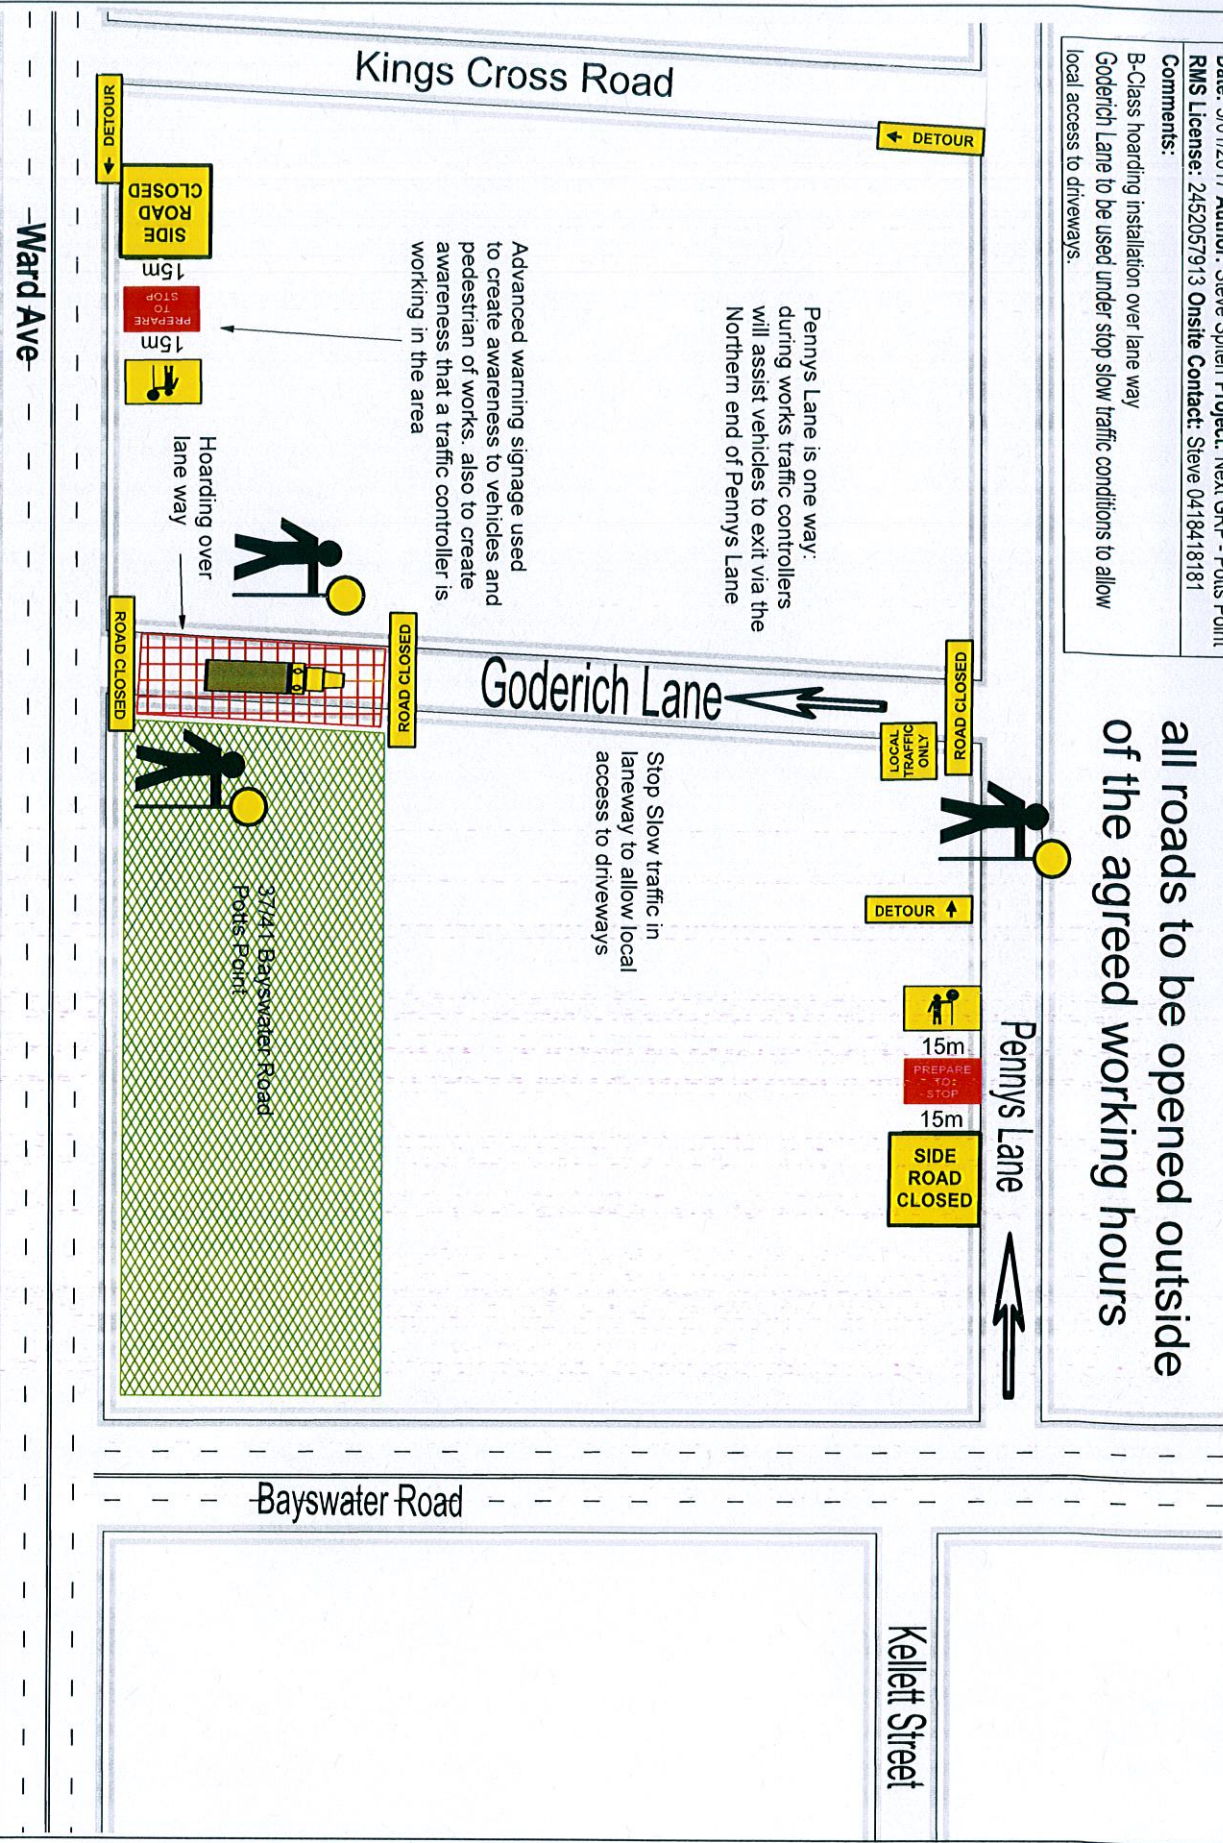 RMS License: 2452057913 Onsite Contact: Steve 0418418181
Comments:
B-Class hoarding installation over lane way
Goderich Lane to be used under stop slow traffic conditions to allow
local access to driveways.
all roads to be opened outside
of the agreed working hours
Kings Cross Road
DETOUR
DETOUR
SIDE
ROAD
CLOSED
15m
PREPARE
TO
STOP
15m
Pennys Lane is one way:
during works traffic controllers
will assist vehicles to exit via the
Northern end of Pennys Lane
Advanced warning signage used
to create awareness to vehicles and
pedestrian of works. also to create
awareness that a traffic controller is
working in the area
Hoarding over
lane way
ROAD CLOSED
ROAD CLOSED
Goderich Lane
ROAD CLOSED
LOCAL
TRAFFIC
ONLY
Stop Slow traffic in
laneway to allow local
access to driveways
DETOUR
15m
PREPARE
TO
STOP
15m
SIDE
ROAD
CLOSED
Pennys Lane
37/41 Bayswater Road
Potts Point
Ward Ave
Bayswater Road
Kellett Street